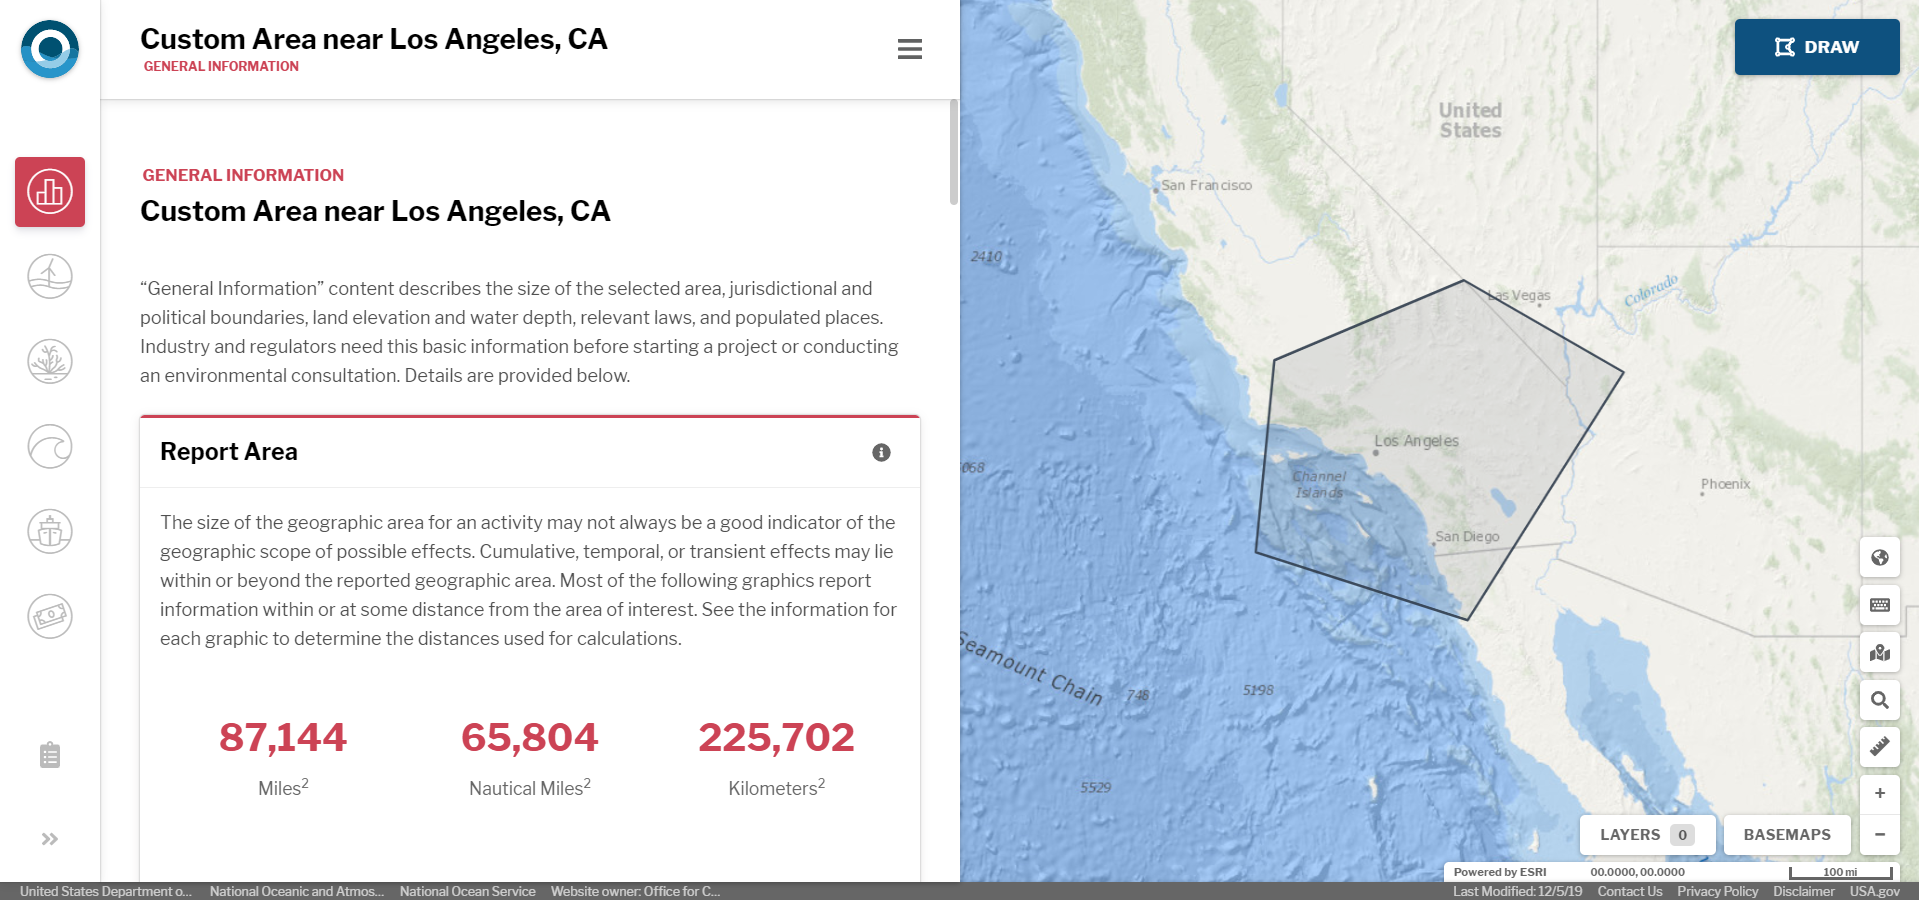 Custom Area near Los Angeles, CA
GENERAL INFORMATION
GENERAL INFORMATION
Custom Area near Los Angeles, CA
“General Information” content describes the size of the selected area, jurisdictional and
political boundaries, land elevation and water depth, relevant laws, and populated places.
Industry and regulators need this basic information before starting a project or conducting
an environmental consultation. Details are provided below.
Report Area
The size of the geographic area for an activity may not always be a good indicator of the
geographic scope of possible effects. Cumulative, temporal, or transient effects may lie
within or beyond the reported geographic area. Most of the following graphics report
information within or at some distance from the area of interest. See the information for
each graphic to determine the distances used for calculations.
87,144 65,804 225,702
Miles2 Nautical Miles2 Kilometers2
DRAW
United
States
San Francisco
2410
Las Vegas
Colorado
Los Angeles
Channel
Islands
Phoenix
San Diego
Seamount Chain
748
5198
5529
+
LAYERS 0
BASEMAPS
−
Powered by ESRI 00.0000, 00.0000 100 mi
United States Department o... National Oceanic and Atmos... National Ocean Service Website owner: Office for C... Last Modified: 12/5/19 Contact Us Privacy Policy Disclaimer USA.gov